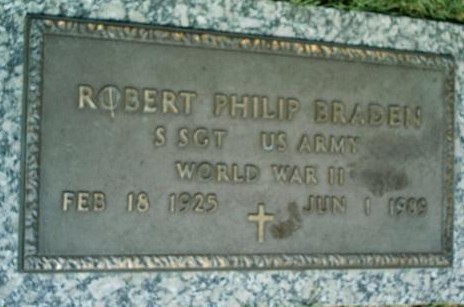 ROBERT PHILIP BRADEN
S SGT US ARMY
WORLD WAR II
FEB 18 1925 JUN 1 1989